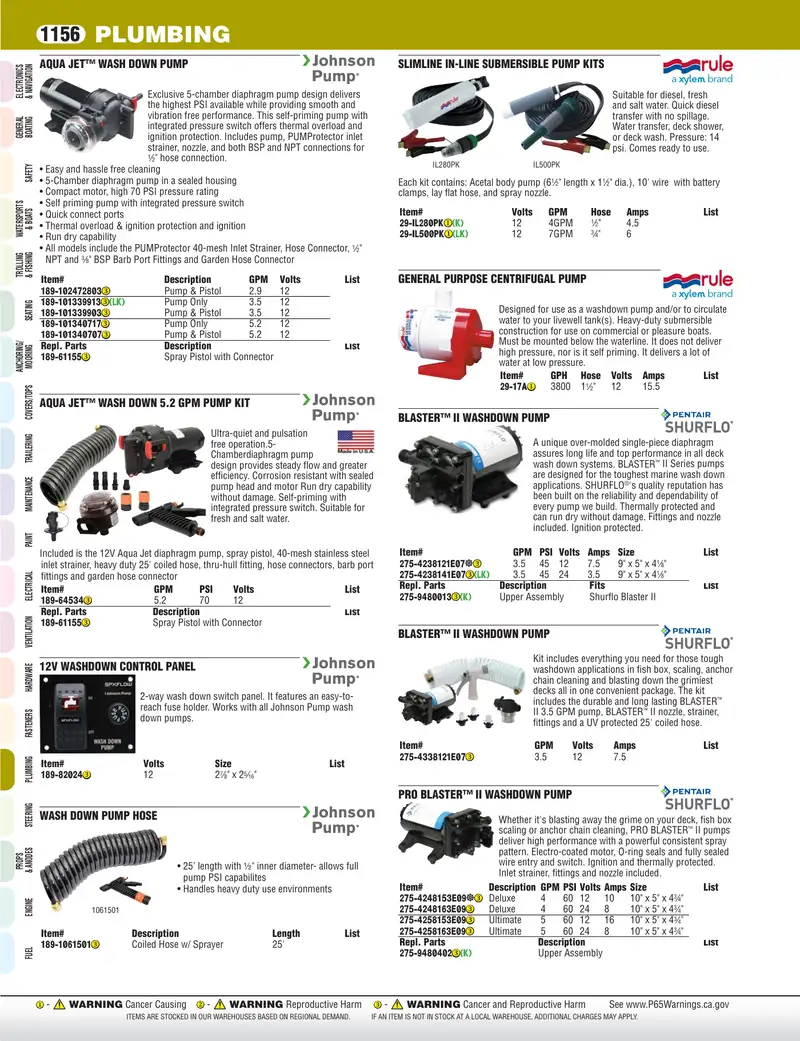 1156 PLUMBING
ELECTRONICS & NAVIGATION
GENERAL BOATING
SAFETY
WATERSPORTS & BOATS
TROLLING & FISHING
SEATING
ANCHORING/ MOORING
COVERS/TOPS
TRAILERING
MAINTENANCE
PAINT
ELECTRICAL
VENTILATION
HARDWARE
FASTENERS
PLUMBING
STEERING
PROPS & ANODES
ENGINE
FUEL
AQUA JET™ WASH DOWN PUMP
Johnson Pump®
Exclusive 5-chamber diaphragm pump design delivers
the highest PSI available while providing smooth and
vibration free performance. This self-priming pump with
integrated pressure switch offers thermal overload and
ignition protection. Includes pump, PUMProtector inlet
strainer, nozzle, and both BSP and NPT connections for
½" hose connection.
• Easy and hassle free cleaning
• 5-Chamber diaphragm pump in a sealed housing
• Compact motor, high 70 PSI pressure rating
• Self priming pump with integrated pressure switch
• Quick connect ports
• Thermal overload & ignition protection and ignition
• Run dry capability
• All models include the PUMProtector 40-mesh Inlet Strainer, Hose Connector, ½"
NPT and ⅜" BSP Barb Port Fittings and Garden Hose Connector
Item# Description GPM Volts List
189-102472803③ Pump & Pistol 2.9 12
189-101339913③(LK) Pump Only 3.5 12
189-101339903③ Pump & Pistol 3.5 12
189-101340717③ Pump Only 5.2 12
189-101340707③ Pump & Pistol 5.2 12
Repl. Parts Description List
189-61155③ Spray Pistol with Connector
AQUA JET™ WASH DOWN 5.2 GPM PUMP KIT
Johnson Pump®
Made in U.S.A.
Ultra-quiet and pulsation
free operation.5-
Chamberdiaphragm pump
design provides steady flow and greater
efficiency. Corrosion resistant with sealed
pump head and motor Run dry capability
without damage. Self-priming with
integrated pressure switch. Suitable for
fresh and salt water.
Included is the 12V Aqua Jet diaphragm pump, spray pistol, 40-mesh stainless steel
inlet strainer, heavy duty 25' coiled hose, thru-hull fitting, hose connectors, barb port
fittings and garden hose connector
Item# GPM PSI Volts List
189-64534③ 5.2 70 12
Repl. Parts Description List
189-61155③ Spray Pistol with Connector
12V WASHDOWN CONTROL PANEL
Johnson Pump®
SPXFLOW
Johnson Pump
SPXFLOW
WASH DOWN
PUMP
2-way wash down switch panel. It features an easy-to-
reach fuse holder. Works with all Johnson Pump wash
down pumps.
Item# Volts Size List
189-82024③ 12 2⅞" x 2⁵⁄₁₆"
WASH DOWN PUMP HOSE
Johnson Pump®
• 25' length with ½" inner diameter- allows full
pump PSI capabilites
• Handles heavy duty use environments
1061501
Item# Description Length List
189-1061501③ Coiled Hose w/ Sprayer 25'
SLIMLINE IN-LINE SUBMERSIBLE PUMP KITS
rule
a xylem brand
IL280PK IL500PK
Suitable for diesel, fresh
and salt water. Quick diesel
transfer with no spillage.
Water transfer, deck shower,
or deck wash. Pressure: 14
psi. Comes ready to use.
Each kit contains: Acetal body pump (6½" length x 1½" dia.), 10' wire with battery
clamps, lay flat hose, and spray nozzle.
Item# Volts GPM Hose Amps List
29-IL280PK①(K) 12 4GPM ½" 4.5
29-IL500PK①(LK) 12 7GPM ¾" 6
GENERAL PURPOSE CENTRIFUGAL PUMP
rule
a xylem brand
Designed for use as a washdown pump and/or to circulate
water to your livewell tank(s). Heavy-duty submersible
construction for use on commercial or pleasure boats.
Must be mounted below the waterline. It does not deliver
high pressure, nor is it self priming. It delivers a lot of
water at low pressure.
Item# GPH Hose Volts Amps List
29-17A① 3800 1½" 12 15.5
BLASTER™ II WASHDOWN PUMP
PENTAIR
SHURFLO®
A unique over-molded single-piece diaphragm
assures long life and top performance in all deck
wash down systems. BLASTER™ II Series pumps
are designed for the toughest marine wash down
applications. SHURFLO®'s quality reputation has
been built on the reliability and dependability of
every pump we build. Thermally protected and
can run dry without damage. Fittings and nozzle
included. Ignition protected.
Item# GPM PSI Volts Amps Size List
275-4238121E07③ 3.5 45 12 7.5 9" x 5" x 4⅛"
275-4238141E07③(LK) 3.5 45 24 3.5 9" x 5" x 4⅛"
Repl. Parts Description Fits List
275-9480013③(K) Upper Assembly Shurflo Blaster II
BLASTER™ II WASHDOWN PUMP
PENTAIR
SHURFLO®
Kit includes everything you need for those tough
washdown applications in fish box, scaling, anchor
chain cleaning and blasting down the grimiest
decks all in one convenient package. The kit
includes the durable and long lasting BLASTER™
II 3.5 GPM pump, BLASTER™ II nozzle, strainer,
fittings and a UV protected 25' coiled hose.
Item# GPM Volts Amps List
275-4338121E07③ 3.5 12 7.5
PRO BLASTER™ II WASHDOWN PUMP
PENTAIR
SHURFLO®
Whether it's blasting away the grime on your deck, fish box
scaling or anchor chain cleaning, PRO BLASTER™ II pumps
deliver high performance with a powerful consistent spray
pattern. Electro-coated motor, O-ring seals and fully sealed
wire entry and switch. Ignition and thermally protected.
Inlet strainer, fittings and nozzle included.
Item# Description GPM PSI Volts Amps Size List
275-4248153E09③ Deluxe 4 60 12 10 10" x 5" x 4¾"
275-4248163E09③ Deluxe 4 60 24 8 10" x 5" x 4¾"
275-4258153E09③ Ultimate 5 60 12 16 10" x 5" x 4¾"
275-4258163E09③ Ultimate 5 60 24 8 10" x 5" x 4¾"
Repl. Parts Description List
275-9480402③(K) Upper Assembly
① - WARNING Cancer Causing ② - WARNING Reproductive Harm ③ - WARNING Cancer and Reproductive Harm See www.P65Warnings.ca.gov
ITEMS ARE STOCKED IN OUR WAREHOUSES BASED ON REGIONAL DEMAND. IF AN ITEM IS NOT IN STOCK AT A LOCAL WAREHOUSE, ADDITIONAL CHARGES MAY APPLY.